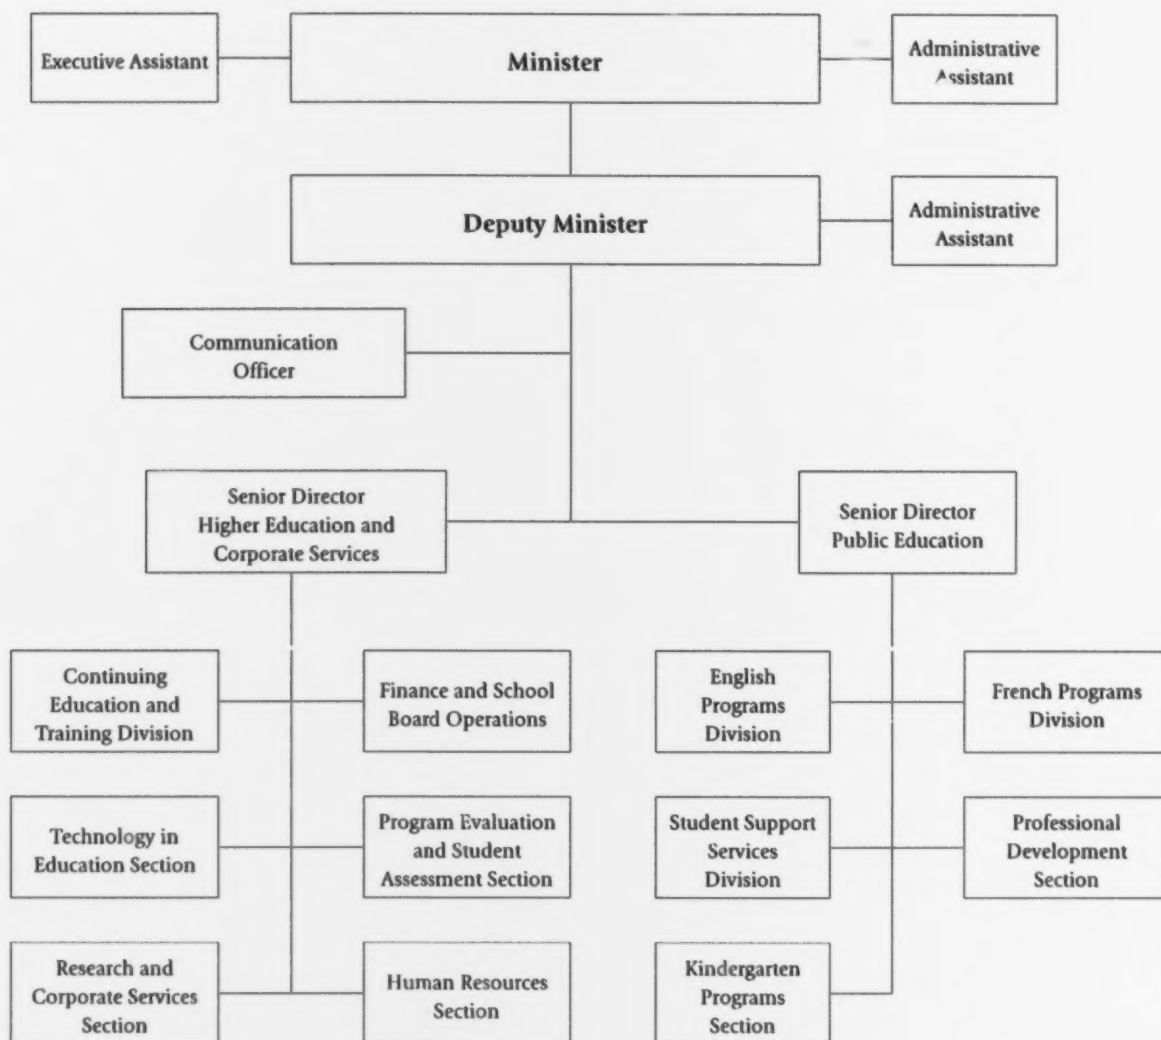 Executive Assistant
Minister
Administrative
Assistant
Deputy Minister
Administrative
Assistant
Communication
Officer
Senior Director
Higher Education and
Corporate Services
Senior Director
Public Education
Continuing
Education and
Training Division
Finance and School
Board Operations
English
Programs
Division
French Programs
Division
Technology in
Education Section
Program Evaluation
and Student
Assessment Section
Student Support
Services
Division
Professional
Development
Section
Research and
Corporate Services
Section
Human Resources
Section
Kindergarten
Programs
Section